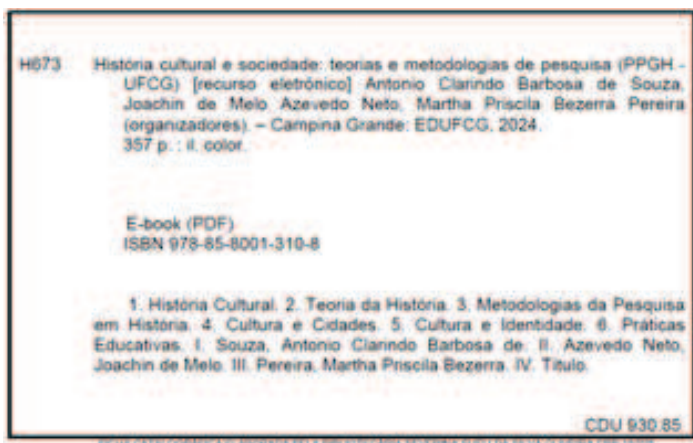 H673 História cultural e sociedade: teorias e metodologias de pesquisa (PPGH -
UFCG) [recurso eletrônico] Antonio Clarindo Barbosa de Souza,
Joachin de Melo Azevedo Neto, Martha Priscila Bezerra Pereira
(organizadores). – Campina Grande: EDUFCG, 2024.
357 p. : il. color.
E-book (PDF)
ISBN 978-85-8001-310-8
1. História Cultural. 2. Teoria da História. 3. Metodologias da Pesquisa
em História. 4. Cultura e Cidades. 5. Cultura e Identidade. 6. Práticas
Educativas. I. Souza, Antonio Clarindo Barbosa de. II. Azevedo Neto,
Joachin de Melo. III. Pereira, Martha Priscila Bezerra. IV. Título.
CDU 930.85